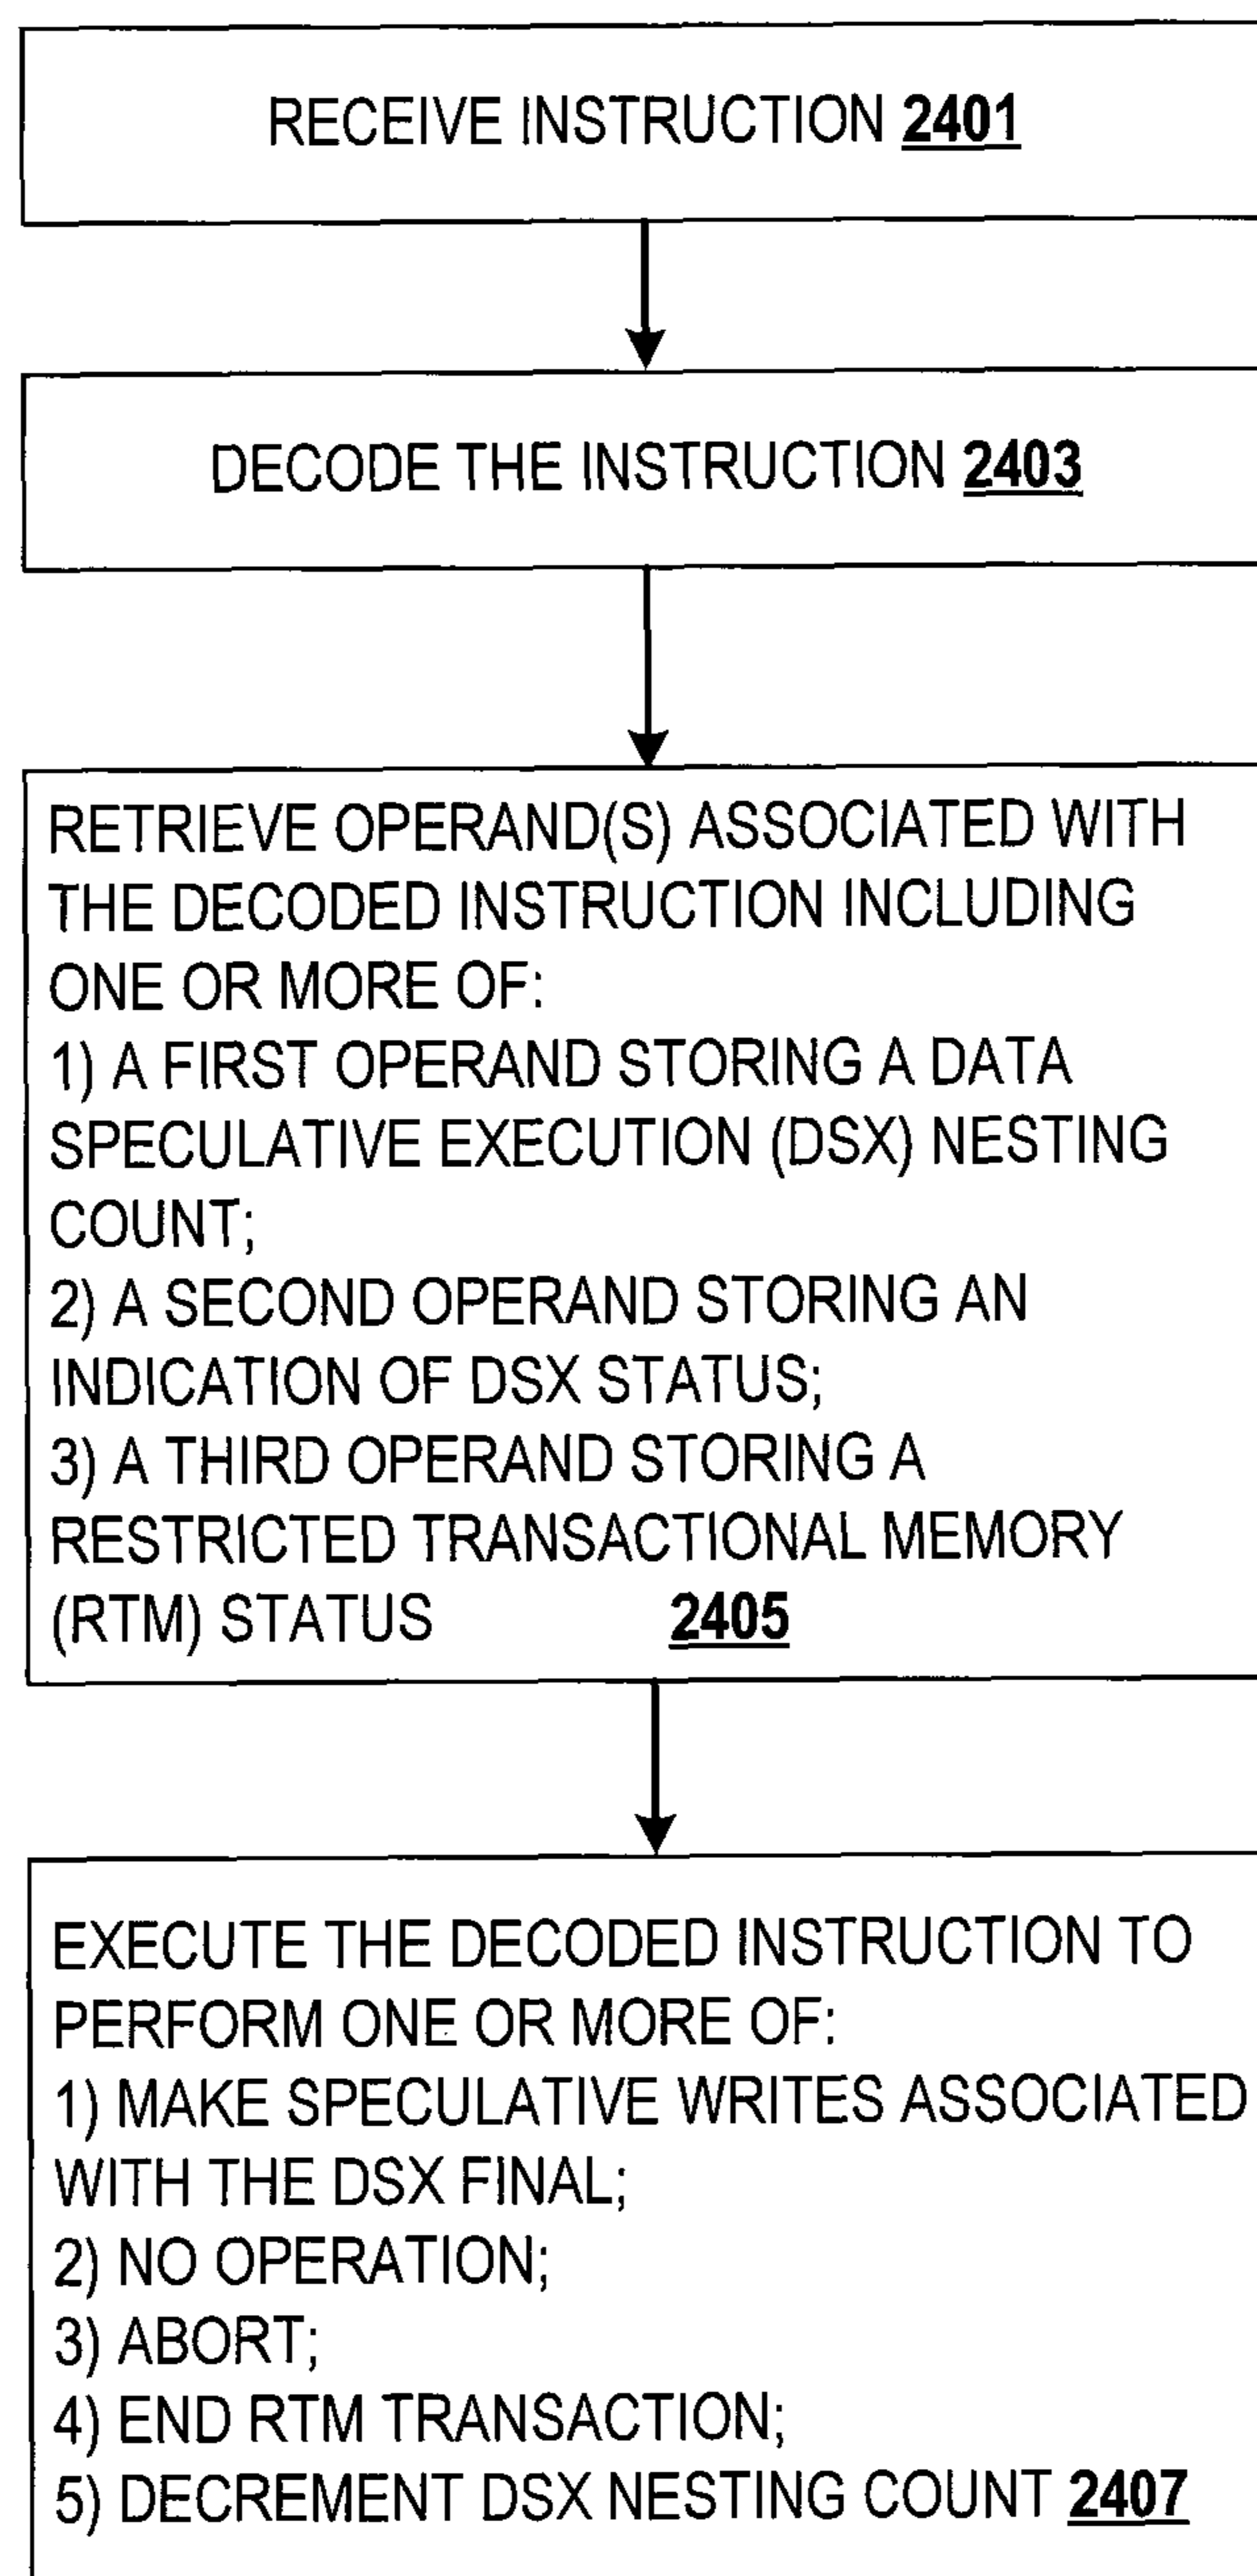 RECEIVE INSTRUCTION 2401
DECODE THE INSTRUCTION 2403
RETRIEVE OPERAND(S) ASSOCIATED WITH
THE DECODED INSTRUCTION INCLUDING
ONE OR MORE OF:
1) A FIRST OPERAND STORING A DATA
SPECULATIVE EXECUTION (DSX) NESTING
COUNT;
2) A SECOND OPERAND STORING AN
INDICATION OF DSX STATUS;
3) A THIRD OPERAND STORING A
RESTRICTED TRANSACTIONAL MEMORY
(RTM) STATUS 2405
EXECUTE THE DECODED INSTRUCTION TO
PERFORM ONE OR MORE OF:
1) MAKE SPECULATIVE WRITES ASSOCIATED
WITH THE DSX FINAL;
2) NO OPERATION;
3) ABORT;
4) END RTM TRANSACTION;
5) DECREMENT DSX NESTING COUNT 2407